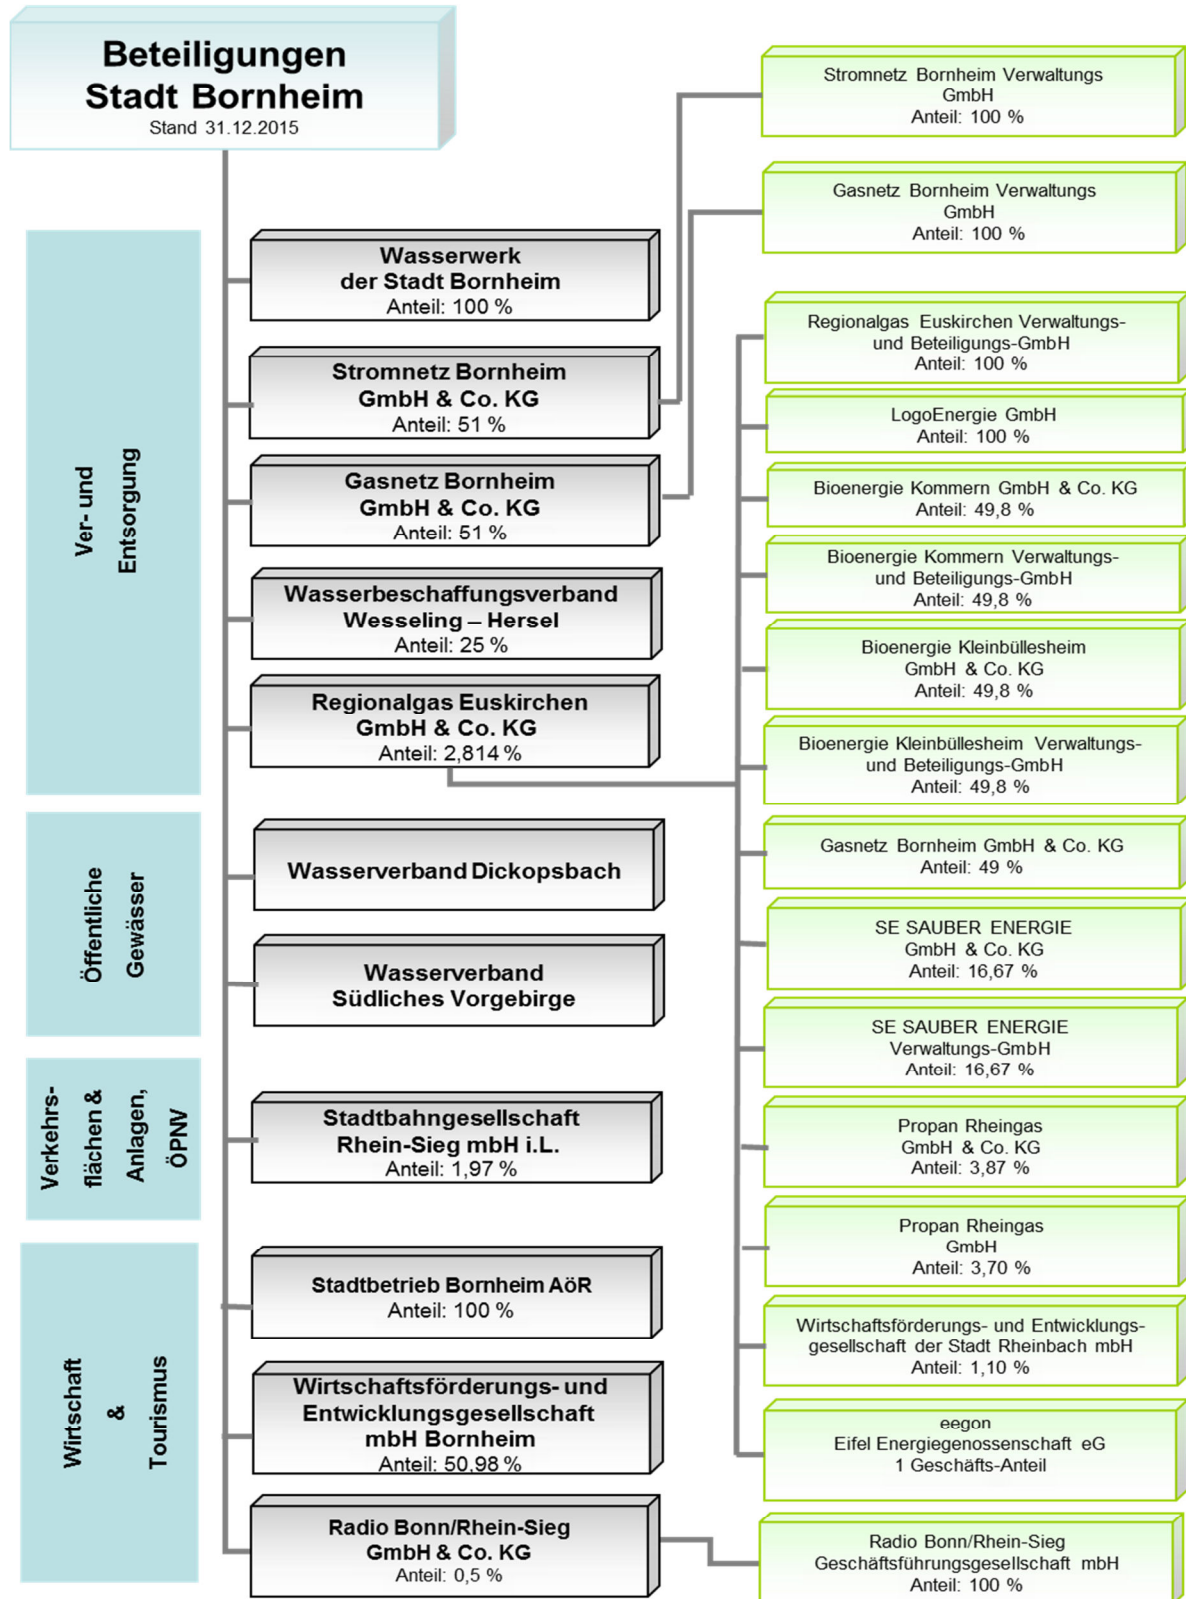 Beteiligungen
Stadt Bornheim
Stand 31.12.2015
Ver- und
Entsorgung
Wasserwerk
der Stadt Bornheim
Anteil: 100 %
Stromnetz Bornheim
GmbH & Co. KG
Anteil: 51 %
Gasnetz Bornheim
GmbH & Co. KG
Anteil: 51 %
Wasserbeschaffungsverband
Wesseling – Hersel
Anteil: 25 %
Regionalgas Euskirchen
GmbH & Co. KG
Anteil: 2,814 %
Öffentliche
Gewässer
Wasserverband Dickopsbach
Wasserverband
Südliches Vorgebirge
Verkehrs-
flächen &
Anlagen,
ÖPNV
Stadtbahngesellschaft
Rhein-Sieg mbH i.L.
Anteil: 1,97 %
Wirtschaft
&
Tourismus
Stadtbetrieb Bornheim AöR
Anteil: 100 %
Wirtschaftsförderungs- und
Entwicklungsgesellschaft
mbH Bornheim
Anteil: 50,98 %
Radio Bonn/Rhein-Sieg
GmbH & Co. KG
Anteil: 0,5 %
Stromnetz Bornheim Verwaltungs
GmbH
Anteil: 100 %
Gasnetz Bornheim Verwaltungs
GmbH
Anteil: 100 %
Regionalgas Euskirchen Verwaltungs-
und Beteiligungs-GmbH
Anteil: 100 %
LogoEnergie GmbH
Anteil: 100 %
Bioenergie Kommern GmbH & Co. KG
Anteil: 49,8 %
Bioenergie Kommern Verwaltungs-
und Beteiligungs-GmbH
Anteil: 49,8 %
Bioenergie Kleinbüllesheim
GmbH & Co. KG
Anteil: 49,8 %
Bioenergie Kleinbüllesheim Verwaltungs-
und Beteiligungs-GmbH
Anteil: 49,8 %
Gasnetz Bornheim GmbH & Co. KG
Anteil: 49 %
SE SAUBER ENERGIE
GmbH & Co. KG
Anteil: 16,67 %
SE SAUBER ENERGIE
Verwaltungs-GmbH
Anteil: 16,67 %
Propan Rheingas
GmbH & Co. KG
Anteil: 3,87 %
Propan Rheingas
GmbH
Anteil: 3,70 %
Wirtschaftsförderungs- und Entwicklungs-
gesellschaft der Stadt Rheinbach mbH
Anteil: 1,10 %
eegon
Eifel Energiegenossenschaft eG
1 Geschäfts-Anteil
Radio Bonn/Rhein-Sieg
Geschäftsführungsgesellschaft mbH
Anteil: 100 %